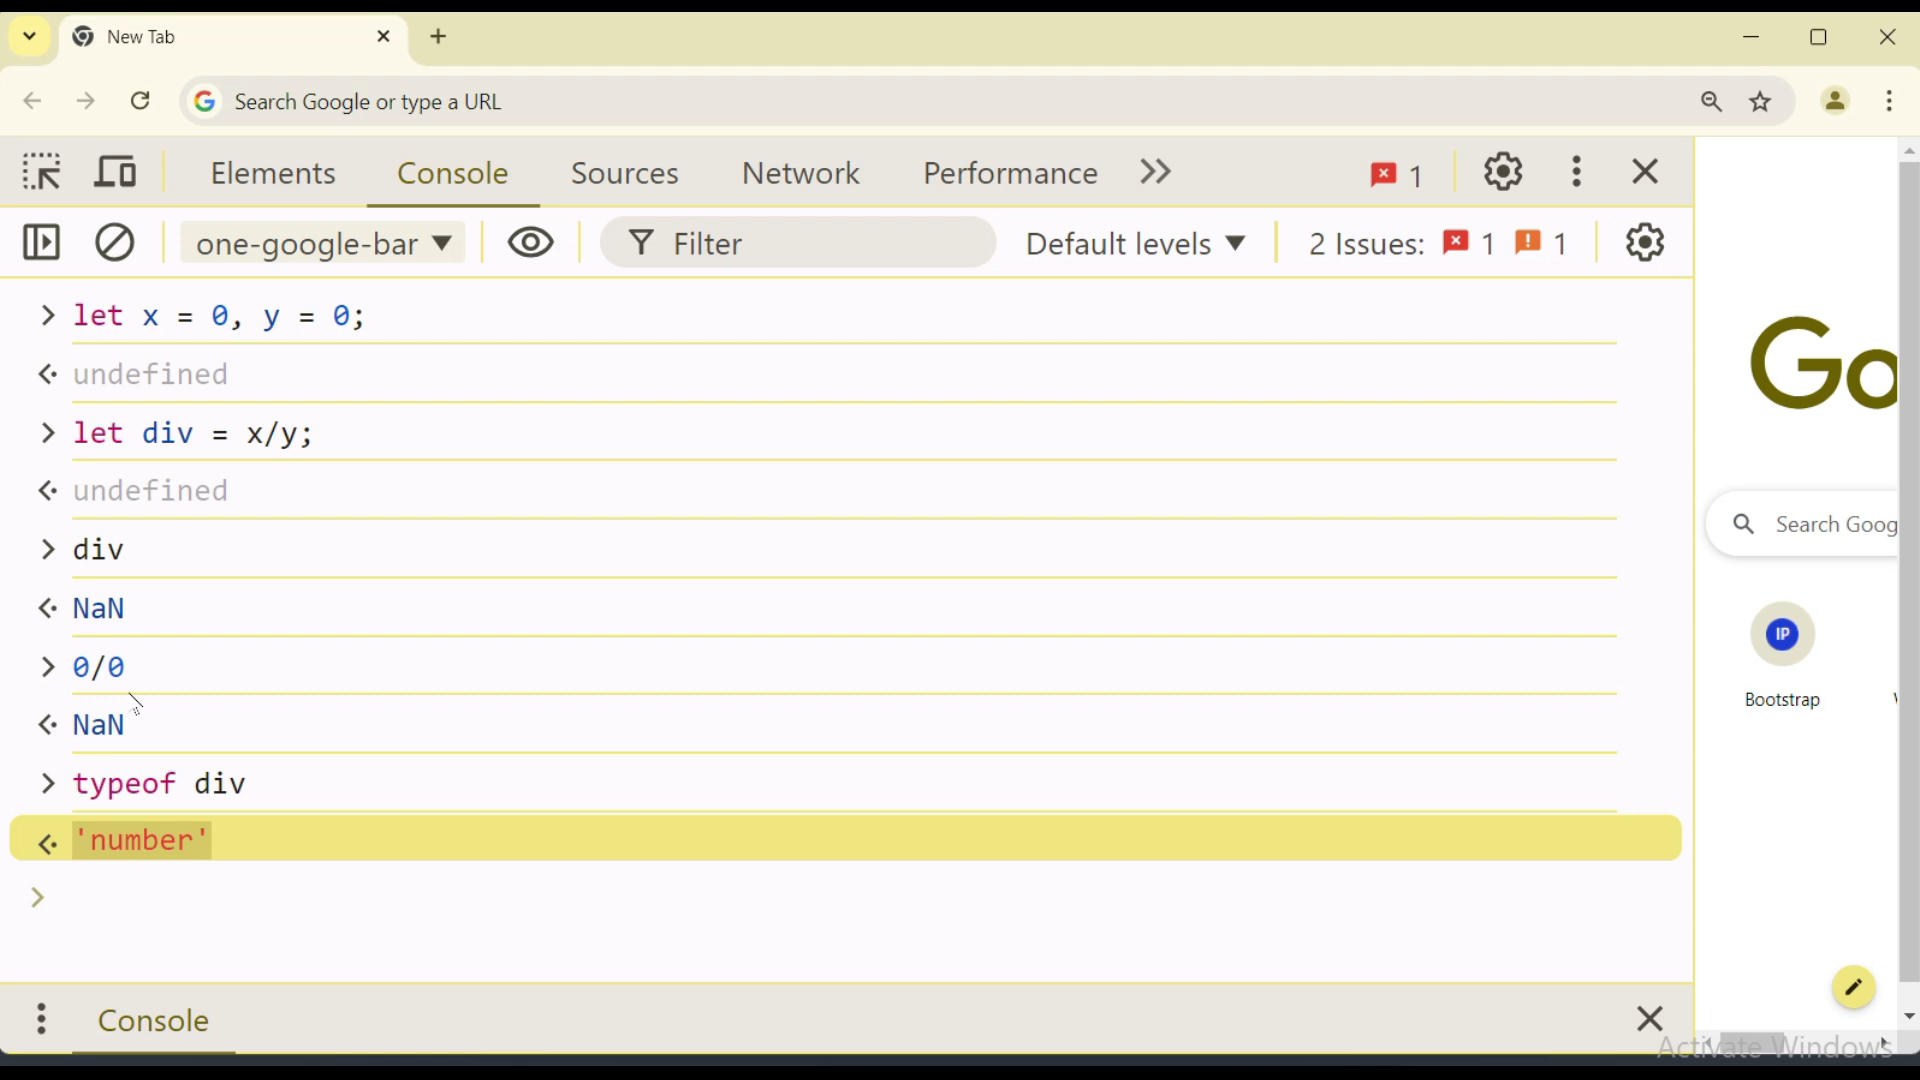 New Tab
Search Google or type a URL
Elements Console Sources Network Performance 1
one-google-bar Filter Default levels 2 Issues: 1 1
let x = 0, y = 0;
undefined
let div = x/y;
undefined
div
NaN
0/0
NaN
typeof div
'number'
Console
Go
Search Goog
IP
Bootstrap
Activate Windows